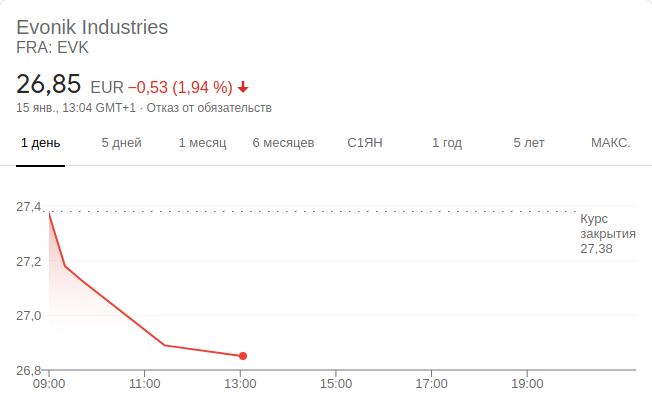 Evonik Industries
FRA: EVK
26,85 EUR −0,53 (1,94 %)
15 янв., 13:04 GMT+1 · Отказ от обязательств
1 день 5 дней 1 месяц 6 месяцев С1ЯН 1 год 5 лет МАКС.
27,4
Курс
закрытия
27,38
27,2
27,0
26,8
09:00 11:00 13:00 15:00 17:00 19:00